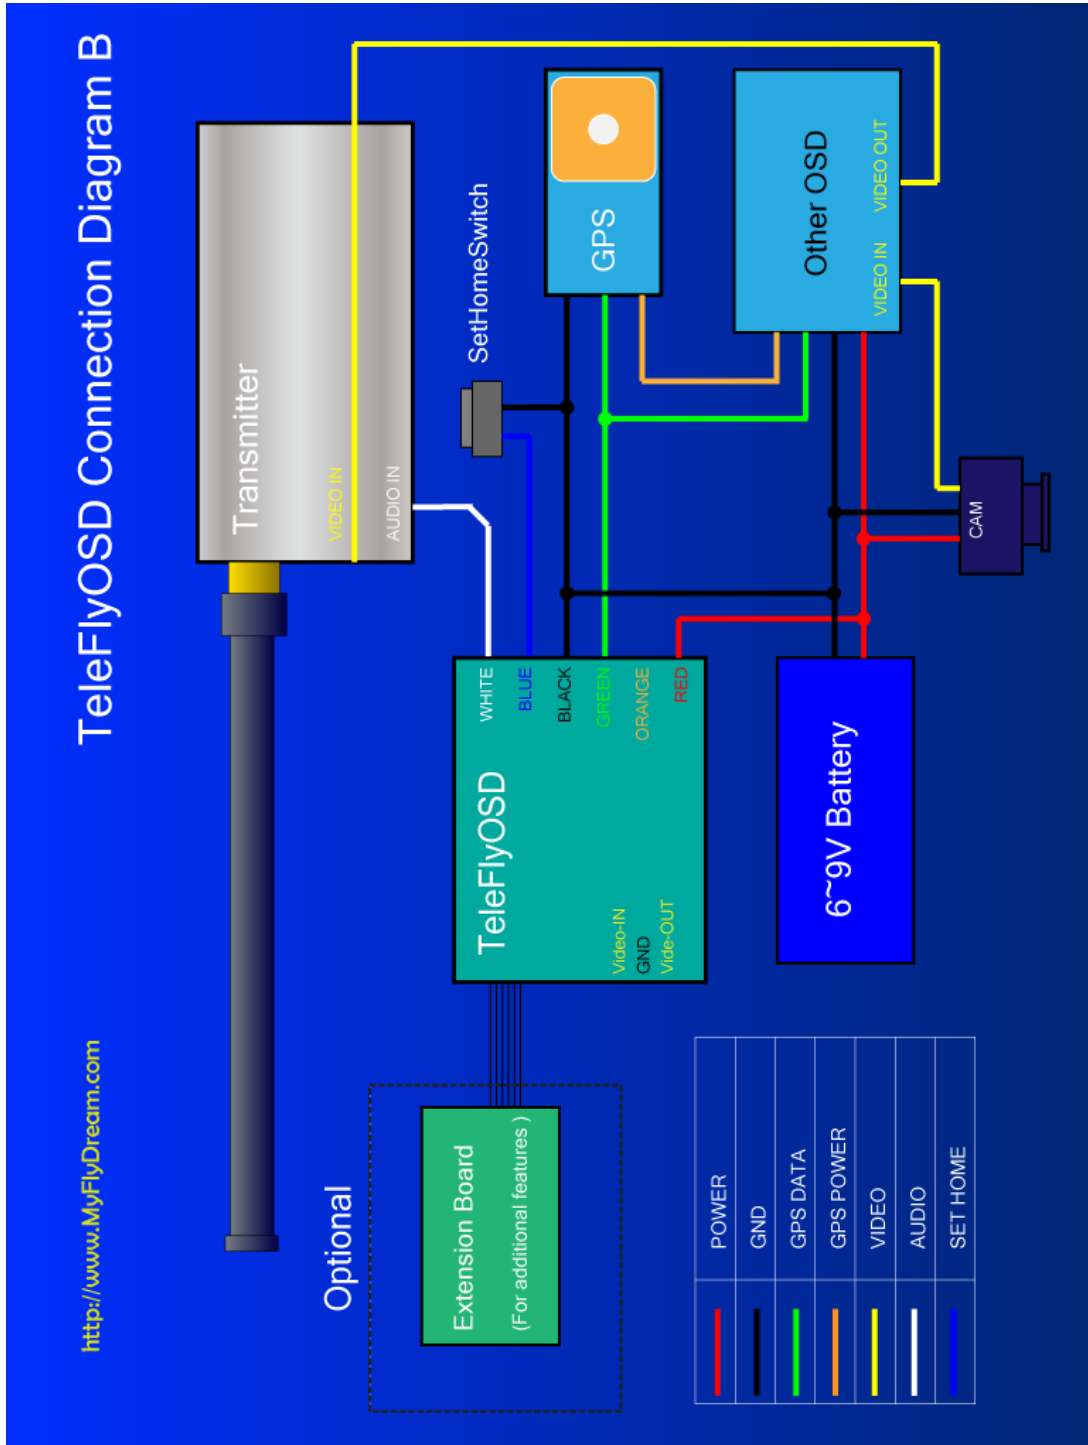 http://www.MyFlyDream.com
TeleFlyOSD Connection Diagram B
Transmitter
VIDEO IN
AUDIO IN
Optional
Extension Board
(For additional features )
TeleFlyOSD
Video-IN
GND
Vide-OUT
WHITE
BLUE
BLACK
GREEN
ORANGE
RED
SetHomeSwitch
GPS
Other OSD
VIDEO IN
VIDEO OUT
6~9V Battery
CAM
POWER
GND
GPS DATA
GPS POWER
VIDEO
AUDIO
SET HOME